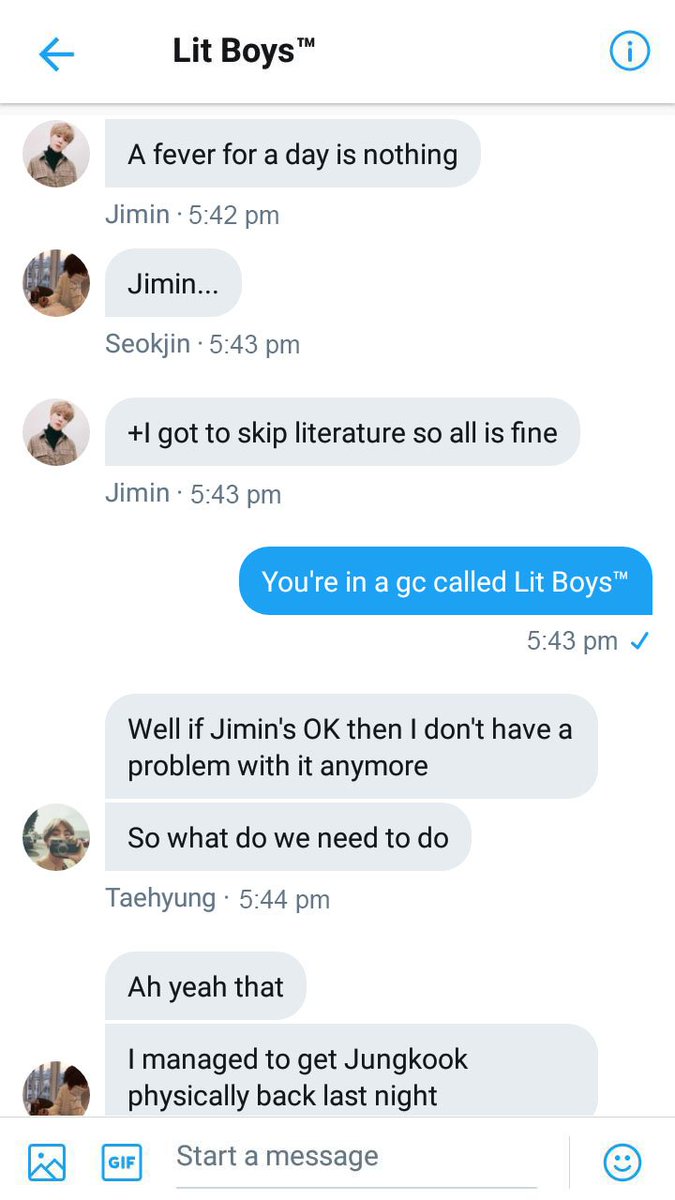 Lit Boys™
A fever for a day is nothing
Jimin · 5:42 pm
Jimin...
Seokjin · 5:43 pm
+I got to skip literature so all is fine
Jimin · 5:43 pm
You're in a gc called Lit Boys™
5:43 pm
Well if Jimin's OK then I don't have a
problem with it anymore
So what do we need to do
Taehyung · 5:44 pm
Ah yeah that
I managed to get Jungkook
physically back last night
GIF
Start a message